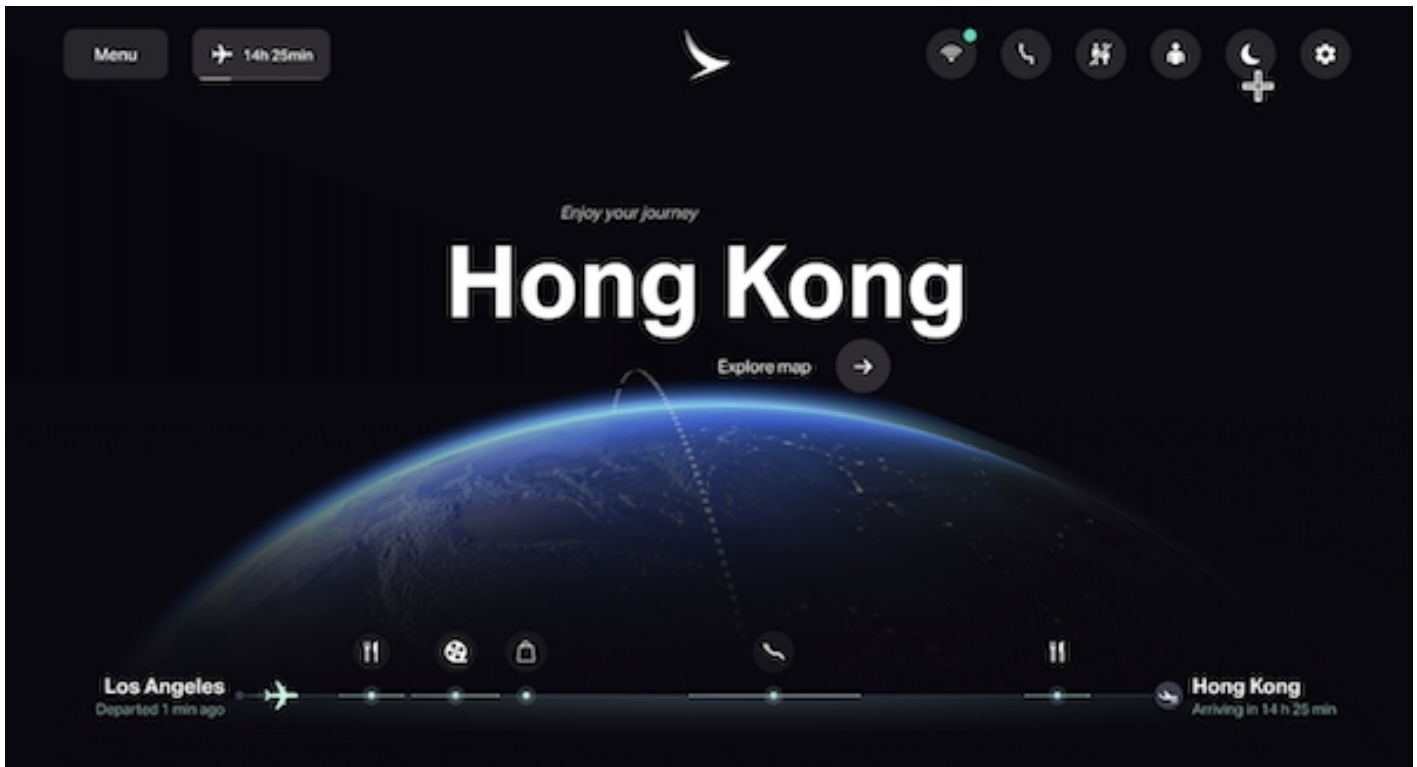 Menu
14h 25min
Enjoy your journey
Hong Kong
Explore map
Los Angeles
Departed 1 min ago
Hong Kong
Arriving in 14 h 25 min